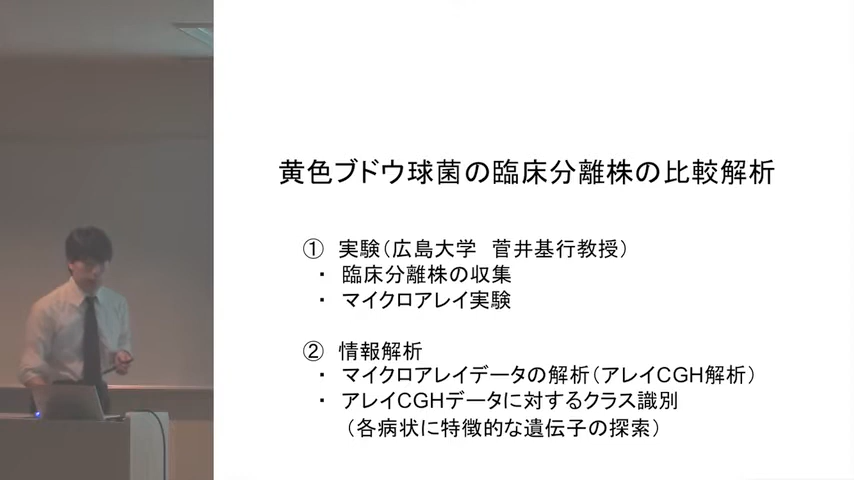 黄色ブドウ球菌の臨床分離株の比較解析
① 実験（広島大学 菅井基行教授）
・ 臨床分離株の収集
・ マイクロアレイ実験
② 情報解析
・ マイクロアレイデータの解析（アレイCGH解析）
・ アレイCGHデータに対するクラス識別
（各病状に特徴的な遺伝子の探索）